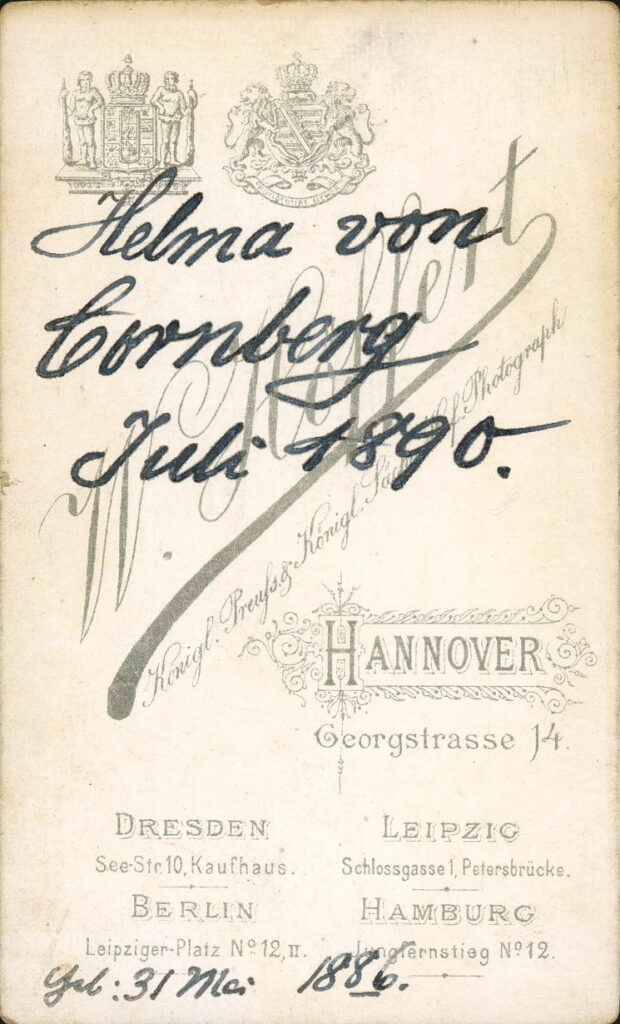 Helma von
Cornberg
Juli 1890.
W. Höffert
Königl. Preuss. & Königl. Sächs. Hof Photograph
HANNOVER
Georgstrasse 14.
DRESDEN
See-Str. 10, Kaufhaus.
LEIPZIG
Schlossgasse 1, Petersbrücke.
BERLIN
Leipziger-Platz No 12, II.
HAMBURG
Jungfernstieg No 12.
Geb: 31 Mai 1886.